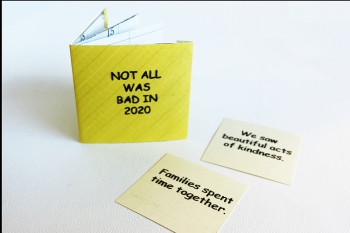 NOT ALL
WAS
BAD IN
2020
We saw
beautiful acts
of kindness.
Families spent
time together.